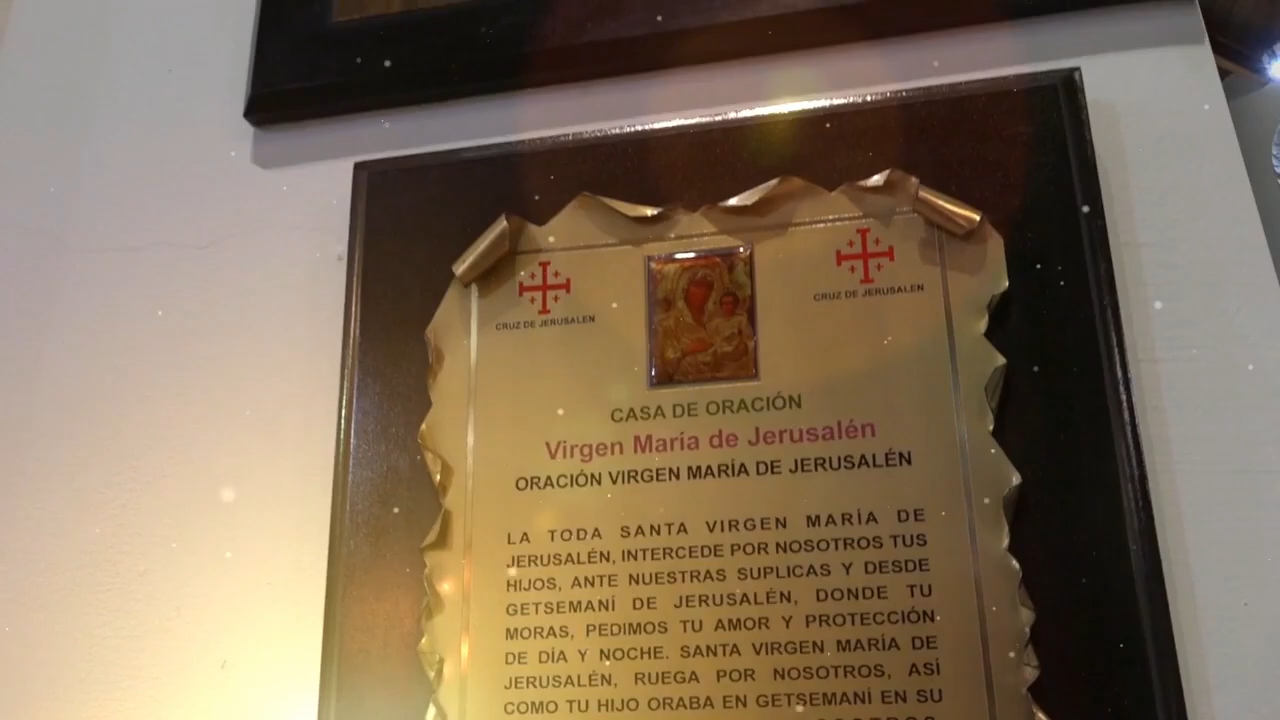 CRUZ DE JERUSALEN
CRUZ DE JERUSALEN
CASA DE ORACIÓN
Virgen María de Jerusalén
ORACIÓN VIRGEN MARÍA DE JERUSALÉN
LA TODA SANTA VIRGEN MARÍA DE
JERUSALÉN, INTERCEDE POR NOSOTROS TUS
HIJOS, ANTE NUESTRAS SUPLICAS Y DESDE
GETSEMANÍ DE JERUSALÉN, DONDE TU
MORAS, PEDIMOS TU AMOR Y PROTECCIÓN
DE DÍA Y NOCHE. SANTA VIRGEN MARÍA DE
JERUSALÉN, RUEGA POR NOSOTROS, ASÍ
COMO TU HIJO ORABA EN GETSEMANÍ EN SU